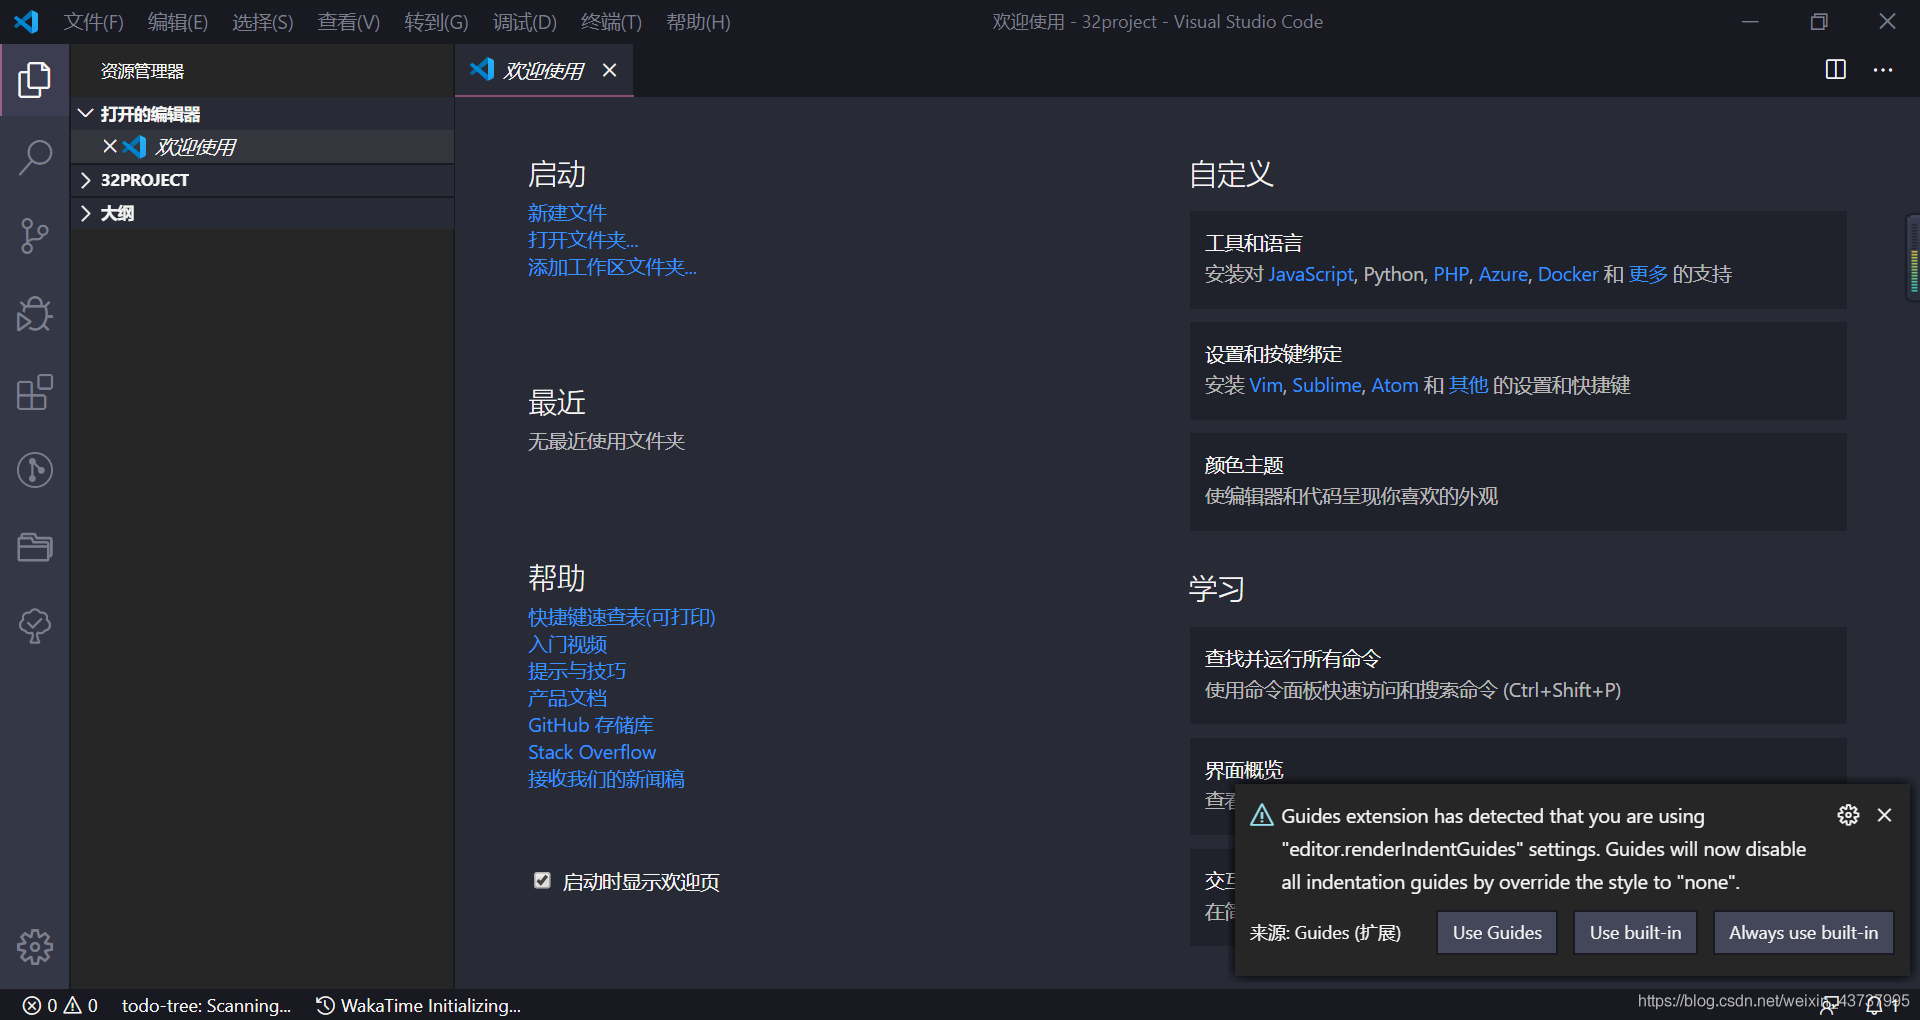 文件(F) 编辑(E) 选择(S) 查看(V) 转到(G) 调试(D) 终端(T) 帮助(H) 欢迎使用 - 32project - Visual Studio Code
资源管理器
打开的编辑器
欢迎使用
32PROJECT
大纲
欢迎使用
启动
新建文件
打开文件夹...
添加工作区文件夹...
最近
无最近使用文件夹
帮助
快捷键速查表(可打印)
入门视频
提示与技巧
产品文档
GitHub 存储库
Stack Overflow
接收我们的新闻稿
启动时显示欢迎页
自定义
工具和语言
安装对 JavaScript, Python, PHP, Azure, Docker 和 更多 的支持
设置和按键绑定
安装 Vim, Sublime, Atom 和 其他 的设置和快捷键
颜色主题
使编辑器和代码呈现你喜欢的外观
学习
查找并运行所有命令
使用命令面板快速访问和搜索命令 (Ctrl+Shift+P)
界面概览
查看
交互
在简
Guides extension has detected that you are using
"editor.renderIndentGuides" settings. Guides will now disable
all indentation guides by override the style to "none".
来源: Guides (扩展)
Use Guides
Use built-in
Always use built-in
0 0 todo-tree: Scanning... WakaTime Initializing...
https://blog.csdn.net/weixin_43737995
1